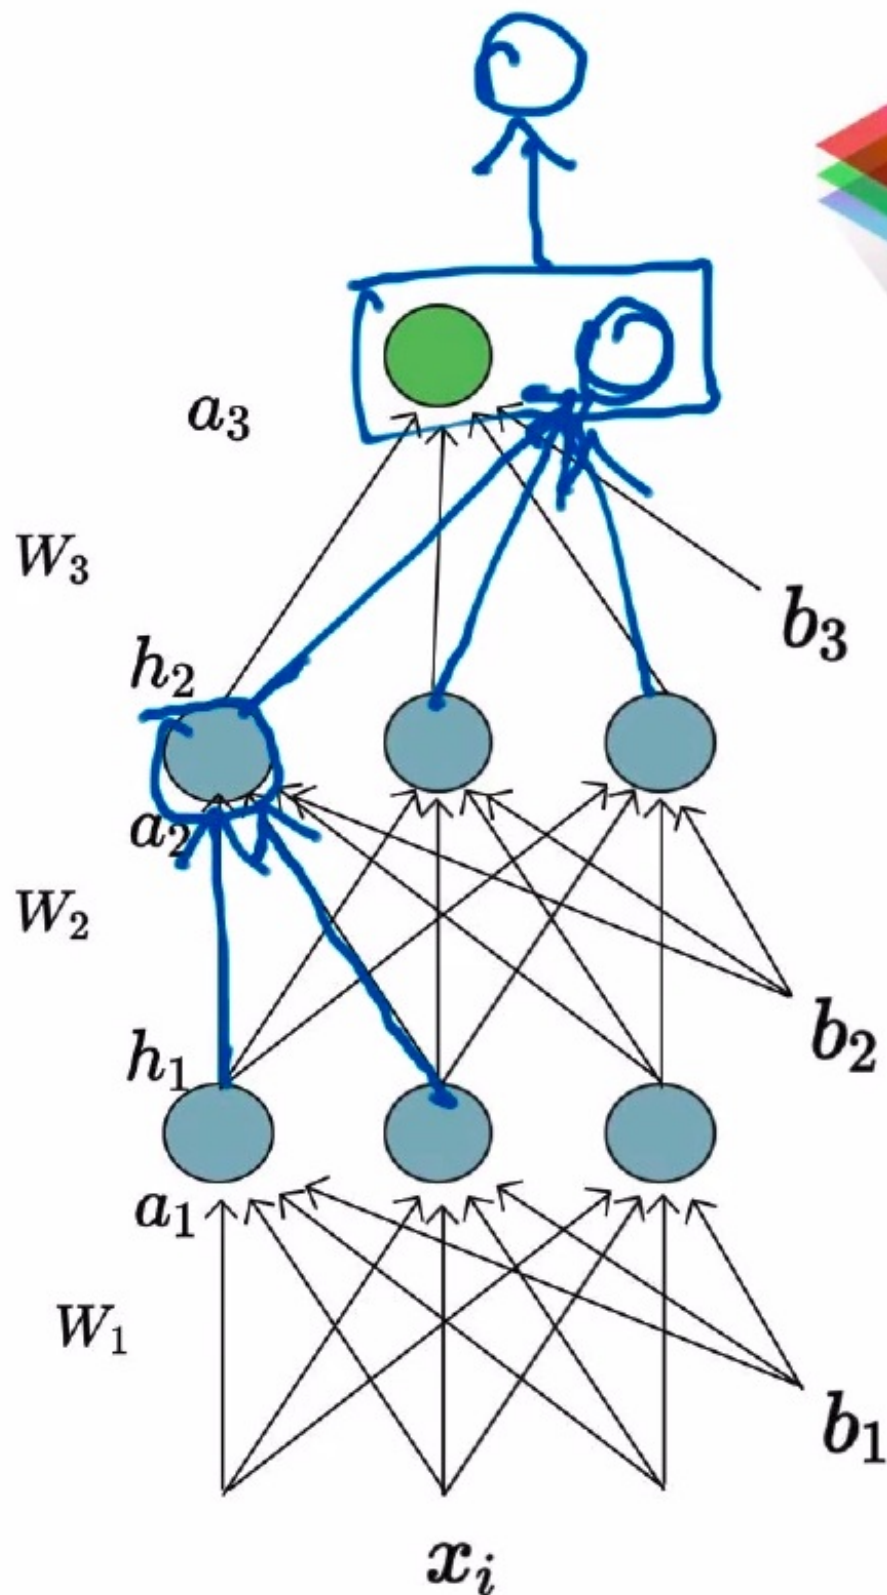 a₃
W₃
b₃
h₂
a₂
W₂
b₂
h₁
a₁
W₁
b₁
xᵢ